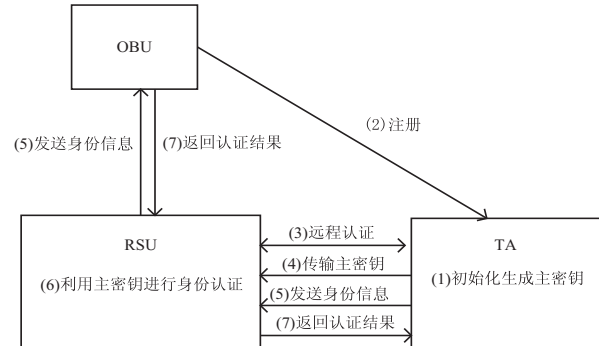 OBU
(2)注册
(5)发送身份信息
(7)返回认证结果
RSU
(3)远程认证
TA
(4)传输主密钥
(6)利用主密钥进行身份认证
(1)初始化生成主密钥
(5)发送身份信息
(7)返回认证结果